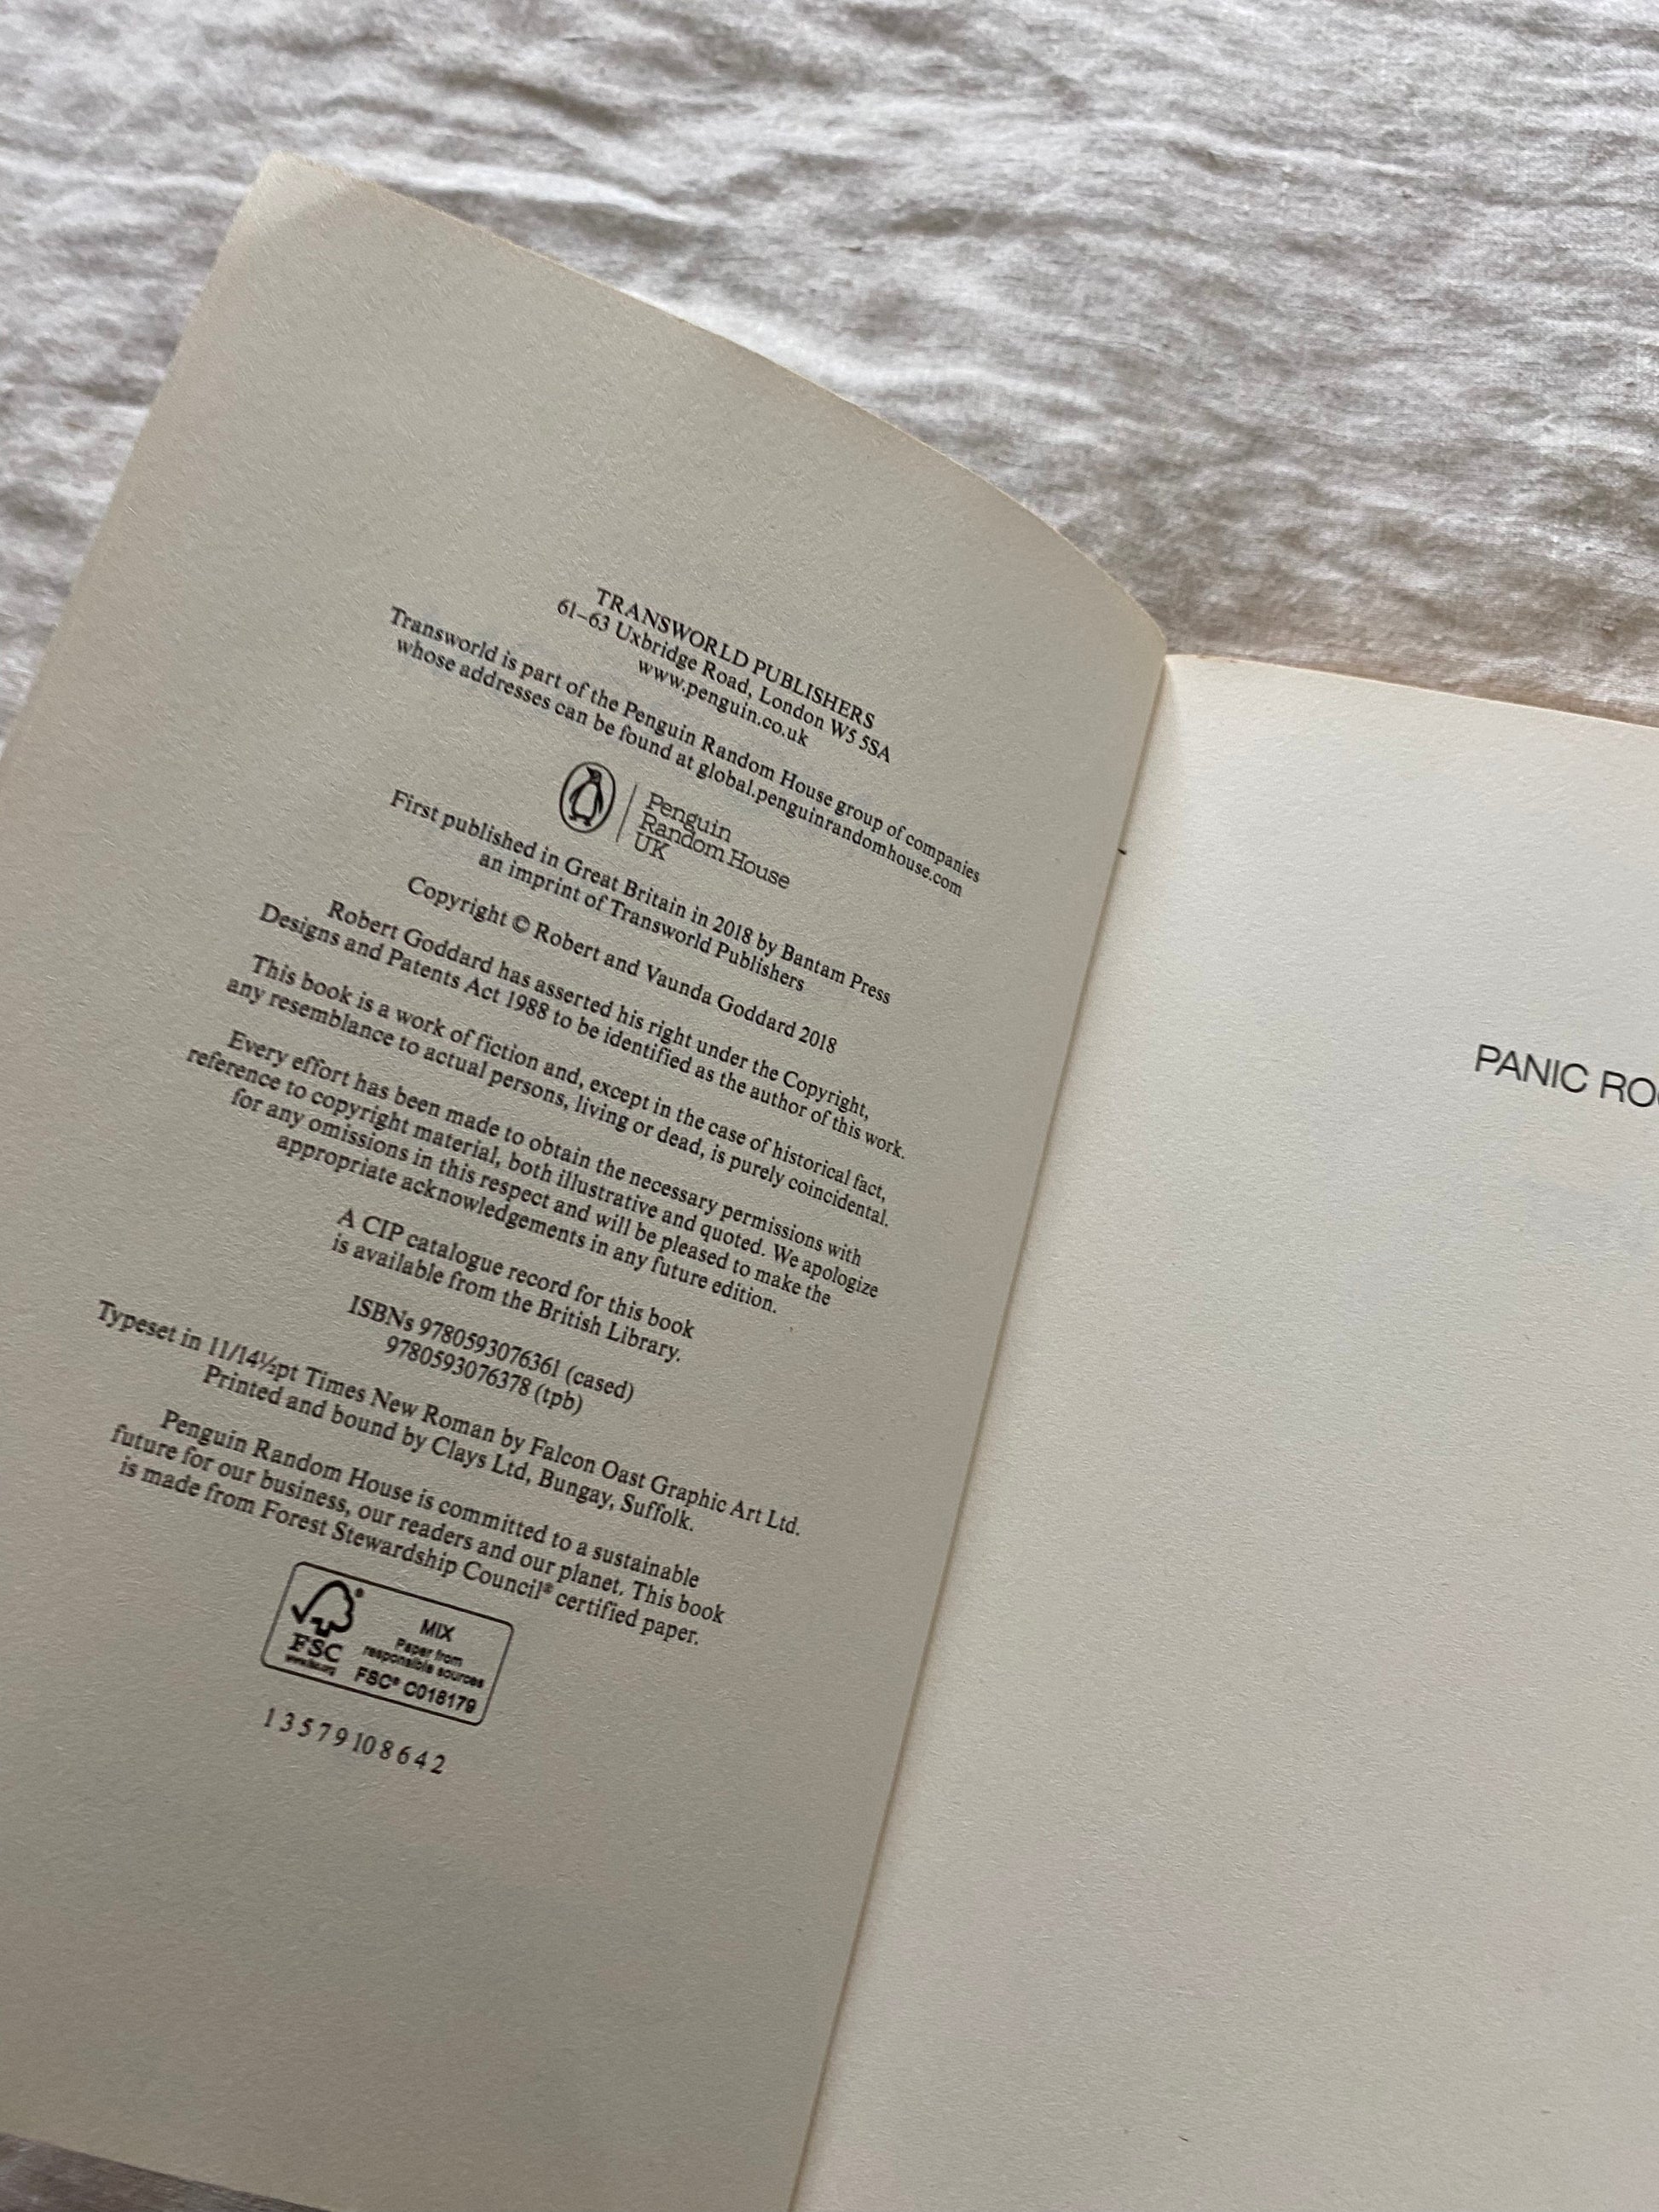 TRANSWORLD PUBLISHERS
61–63 Uxbridge Road, London W5 5SA
www.penguin.co.uk
Transworld is part of the Penguin Random House group of companies
whose addresses can be found at global.penguinrandomhouse.com
Penguin
Random House
UK
First published in Great Britain in 2018 by Bantam Press
an imprint of Transworld Publishers
Copyright © Robert and Vaunda Goddard 2018
Robert Goddard has asserted his right under the Copyright,
Designs and Patents Act 1988 to be identified as the author of this work.
This book is a work of fiction and, except in the case of historical fact,
any resemblance to actual persons, living or dead, is purely coincidental.
Every effort has been made to obtain the necessary permissions with
reference to copyright material, both illustrative and quoted. We apologize
for any omissions in this respect and will be pleased to make the
appropriate acknowledgements in any future edition.
A CIP catalogue record for this book
is available from the British Library.
ISBNs 9780593076361 (cased)
9780593076378 (tpb)
Typeset in 11/14½pt Times New Roman by Falcon Oast Graphic Art Ltd.
Printed and bound by Clays Ltd, Bungay, Suffolk.
Penguin Random House is committed to a sustainable
future for our business, our readers and our planet. This book
is made from Forest Stewardship Council® certified paper.
MIX
Paper from
responsible sources
FSC® C018179
FSC
www.fsc.org
1 3 5 7 9 10 8 6 4 2
PANIC ROO